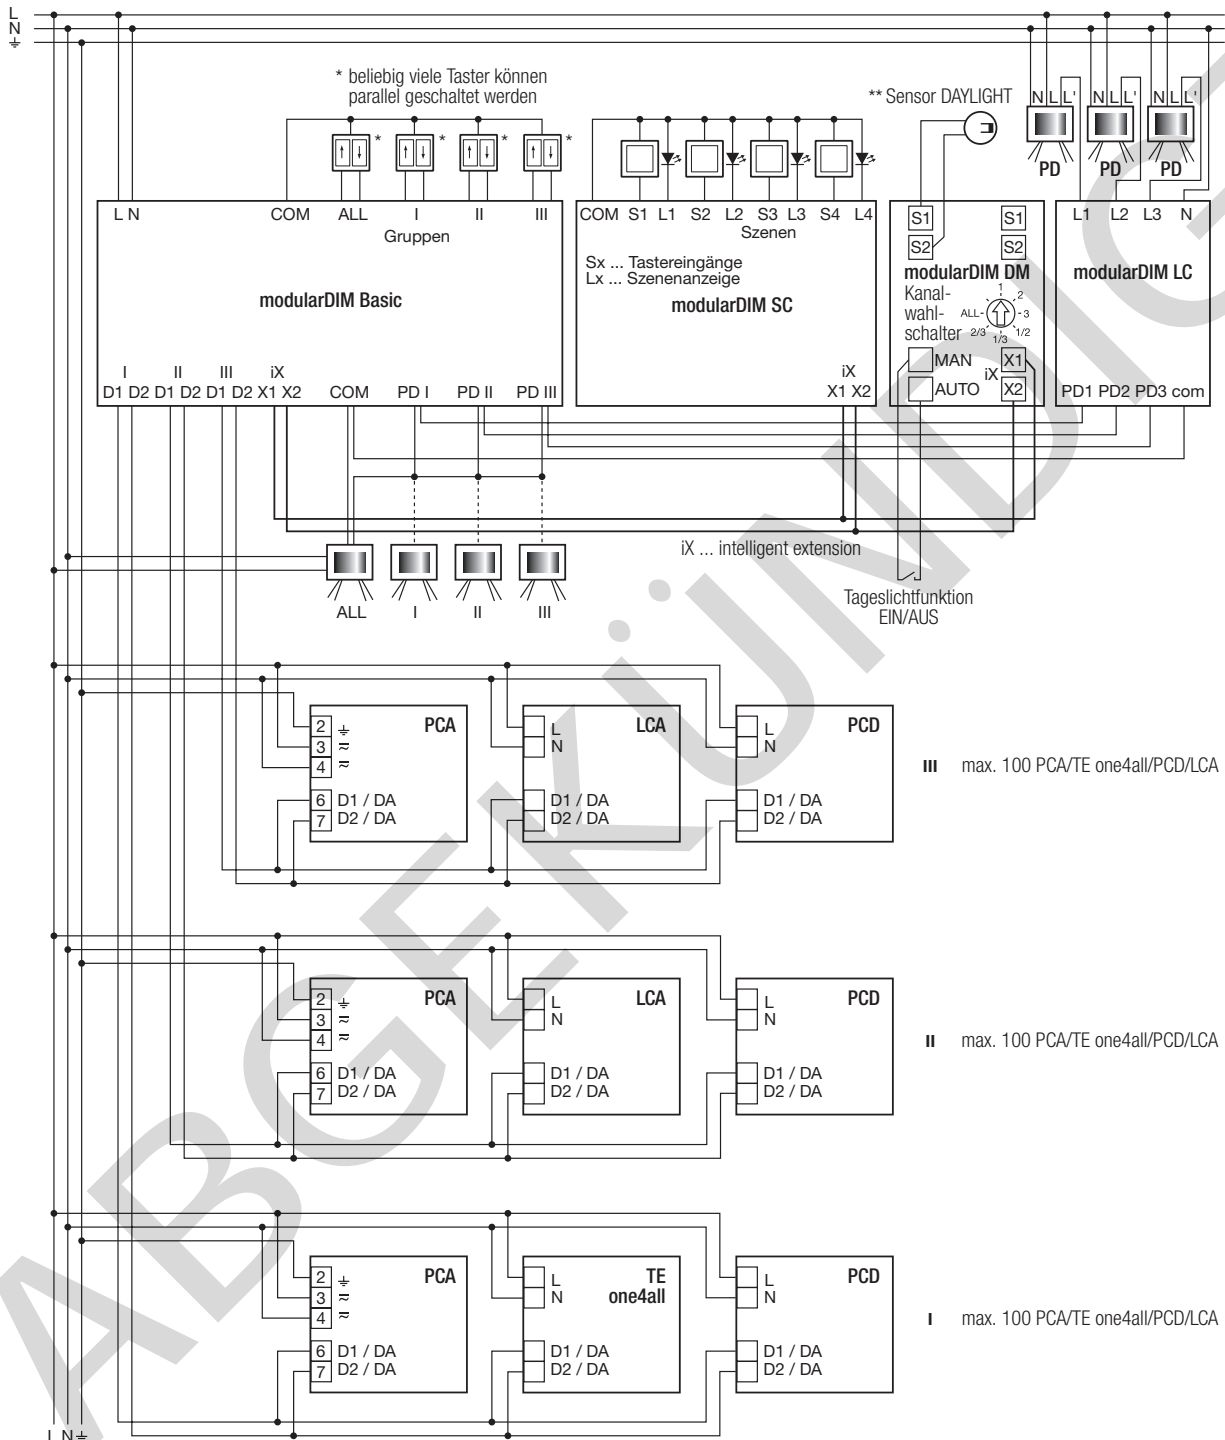 L
N
* beliebig viele Taster können
parallel geschaltet werden
** Sensor DAYLIGHT
N L L' N L L' N L L'
* * * *
PD PD PD
L N COM ALL I II III
Gruppen
modularDIM Basic
I II III
D1 D2 D1 D2 D1 D2 X1 X2 COM PD I PD II PD III
COM S1 L1 S2 L2 S3 L3 S4 L4
Szenen
Sx ... Tastereingänge
Lx ... Szenenanzeige
modularDIM SC
iX
X1 X2
S1 S1
S2 S2
modularDIM DM
Kanal-
wahl-
schalter
1
2
3
1/2
1/3
2/3
ALL
MAN X1
iX
AUTO X2
L1 L2 L3 N
modularDIM LC
PD1 PD2 PD3 com
iX ... intelligent extension
Tageslichtfunktion
EIN/AUS
ALL I II III
PCA
2
3
4
6 D1 / DA
7 D2 / DA
LCA
L
N
D1 / DA
D2 / DA
PCD
L
N
D1 / DA
D2 / DA
III max. 100 PCA/TE one4all/PCD/LCA
PCA
2
3
4
6 D1 / DA
7 D2 / DA
LCA
L
N
D1 / DA
D2 / DA
PCD
L
N
D1 / DA
D2 / DA
II max. 100 PCA/TE one4all/PCD/LCA
PCA
2
3
4
6 D1 / DA
7 D2 / DA
TE
one4all
L
N
D1 / DA
D2 / DA
PCD
L
N
D1 / DA
D2 / DA
I max. 100 PCA/TE one4all/PCD/LCA
L N
ABGEKÜNDIG